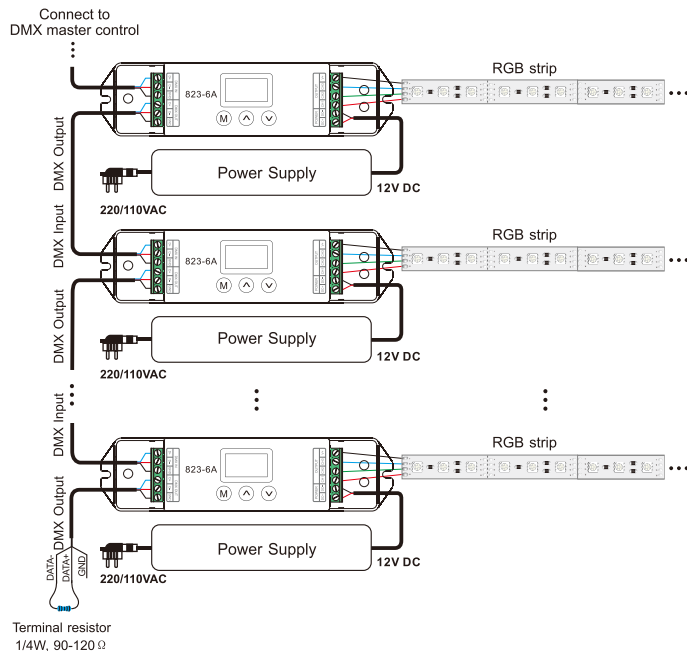 Connect to
DMX master control
RGB strip
823-6A
M
DMX Output
Power Supply
12V DC
220/110VAC
DMX Input
RGB strip
823-6A
M
DMX Output
Power Supply
12V DC
220/110VAC
DMX Input
RGB strip
823-6A
M
DMX Output
Power Supply
12V DC
220/110VAC
DATA-
DATA+
GND
Terminal resistor
1/4W, 90-120 Ω